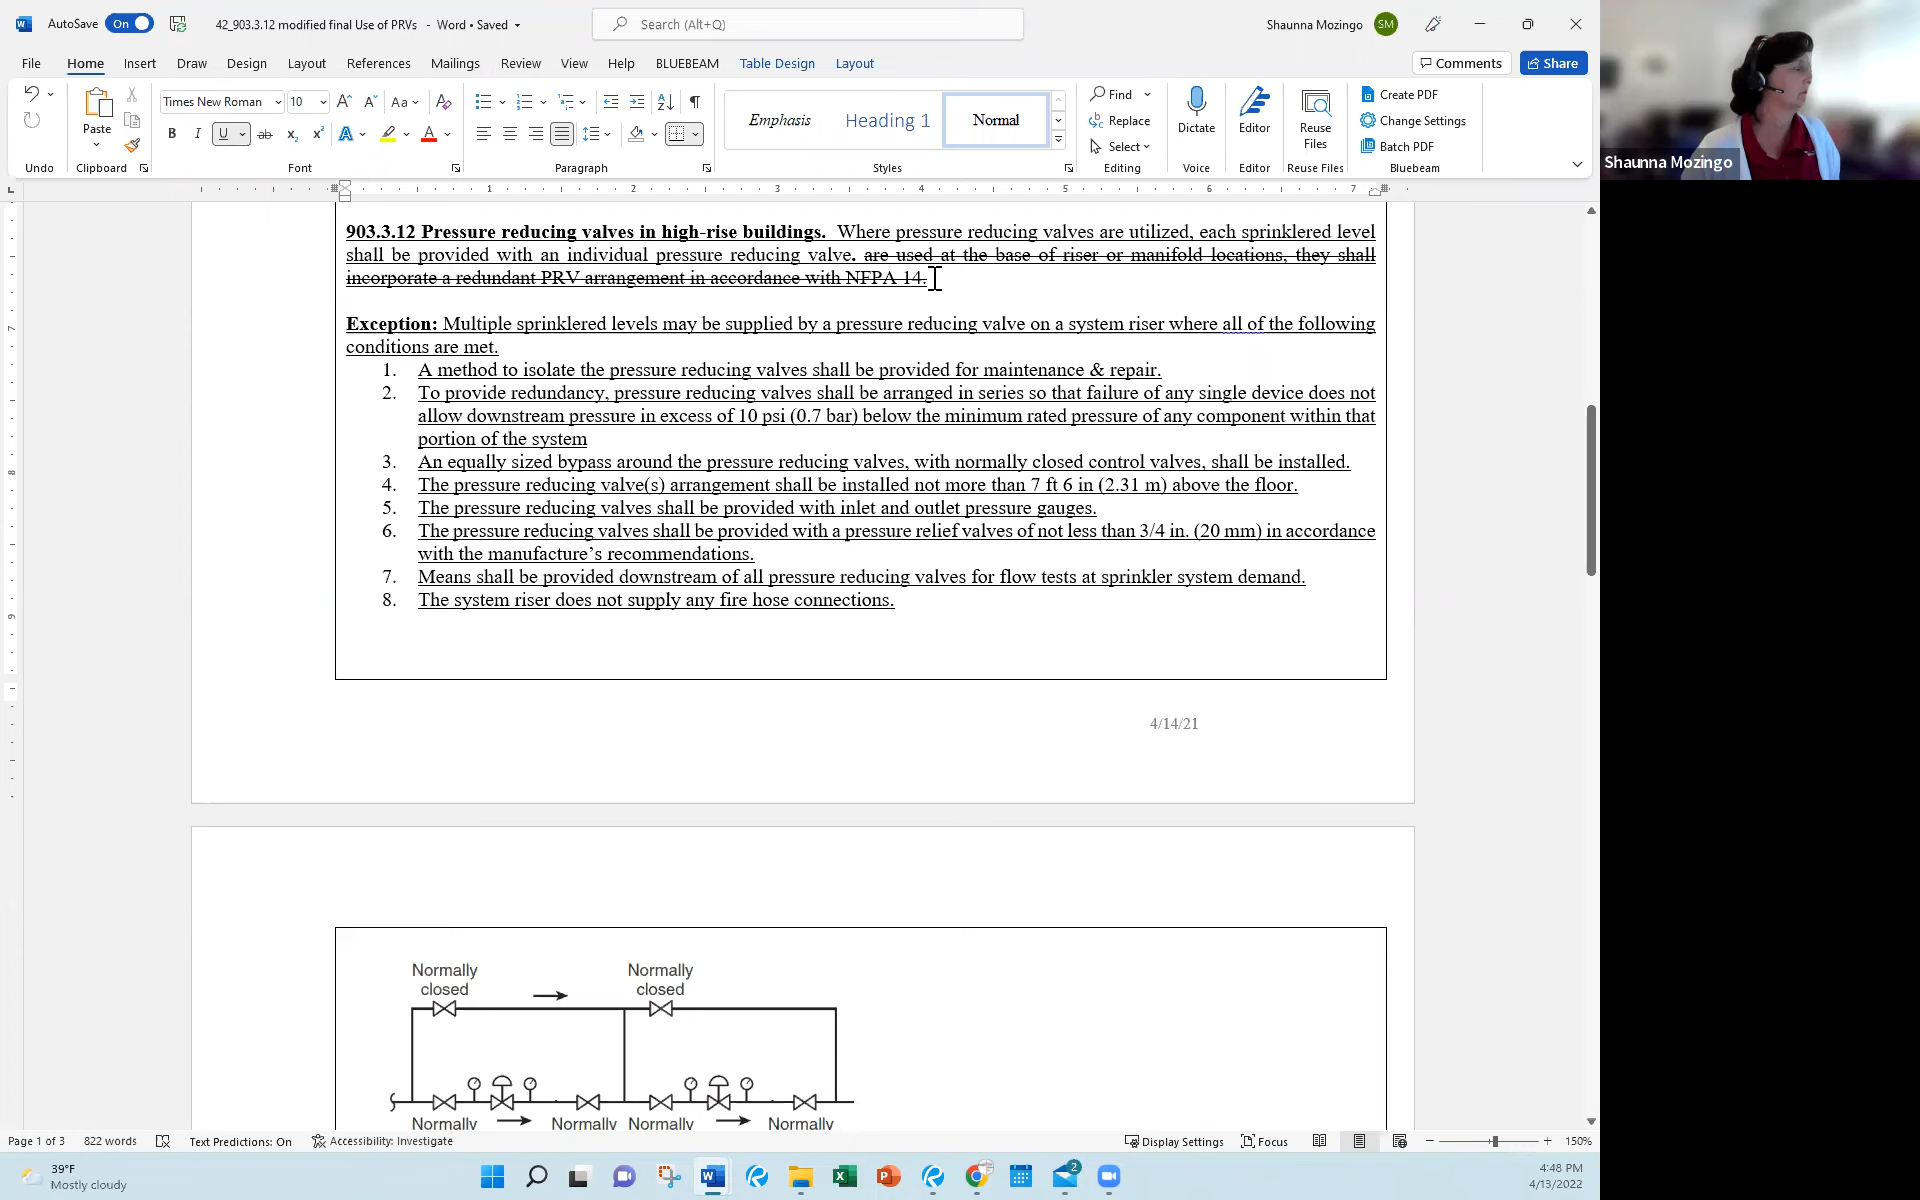 AutoSave On 42_903.3.12 modified final Use of PRVs - Word • Saved Search (Alt+Q) Shaunna Mozingo SM
File Home Insert Draw Design Layout References Mailings Review View Help BLUEBEAM Table Design Layout Comments Share
Times New Roman 10 Aa Emphasis Heading 1 Normal
Paste
Find
Replace
Select
Dictate
Editor
Reuse
Files
Create PDF
Change Settings
Batch PDF
Undo Clipboard Font Paragraph Styles Editing Voice Editor Reuse Files Bluebeam
Shaunna Mozingo
1 2 3 4 5 6 7
903.3.12 Pressure reducing valves in high-rise buildings. Where pressure reducing valves are utilized, each sprinklered level
shall be provided with an individual pressure reducing valve. are used at the base of riser or manifold locations, they shall
incorporate a redundant PRV arrangement in accordance with NFPA 14.
Exception: Multiple sprinklered levels may be supplied by a pressure reducing valve on a system riser where all of the following
conditions are met.
1. A method to isolate the pressure reducing valves shall be provided for maintenance & repair.
2. To provide redundancy, pressure reducing valves shall be arranged in series so that failure of any single device does not
allow downstream pressure in excess of 10 psi (0.7 bar) below the minimum rated pressure of any component within that
portion of the system
3. An equally sized bypass around the pressure reducing valves, with normally closed control valves, shall be installed.
4. The pressure reducing valve(s) arrangement shall be installed not more than 7 ft 6 in (2.31 m) above the floor.
5. The pressure reducing valves shall be provided with inlet and outlet pressure gauges.
6. The pressure reducing valves shall be provided with a pressure relief valves of not less than 3/4 in. (20 mm) in accordance
with the manufacture's recommendations.
7. Means shall be provided downstream of all pressure reducing valves for flow tests at sprinkler system demand.
8. The system riser does not supply any fire hose connections.
4/14/21
Normally
closed
Normally
closed
Normally Normally Normally Normally
Page 1 of 3 822 words Text Predictions: On Accessibility: Investigate Display Settings Focus 150%
39°F
Mostly cloudy
2
4:48 PM
4/13/2022